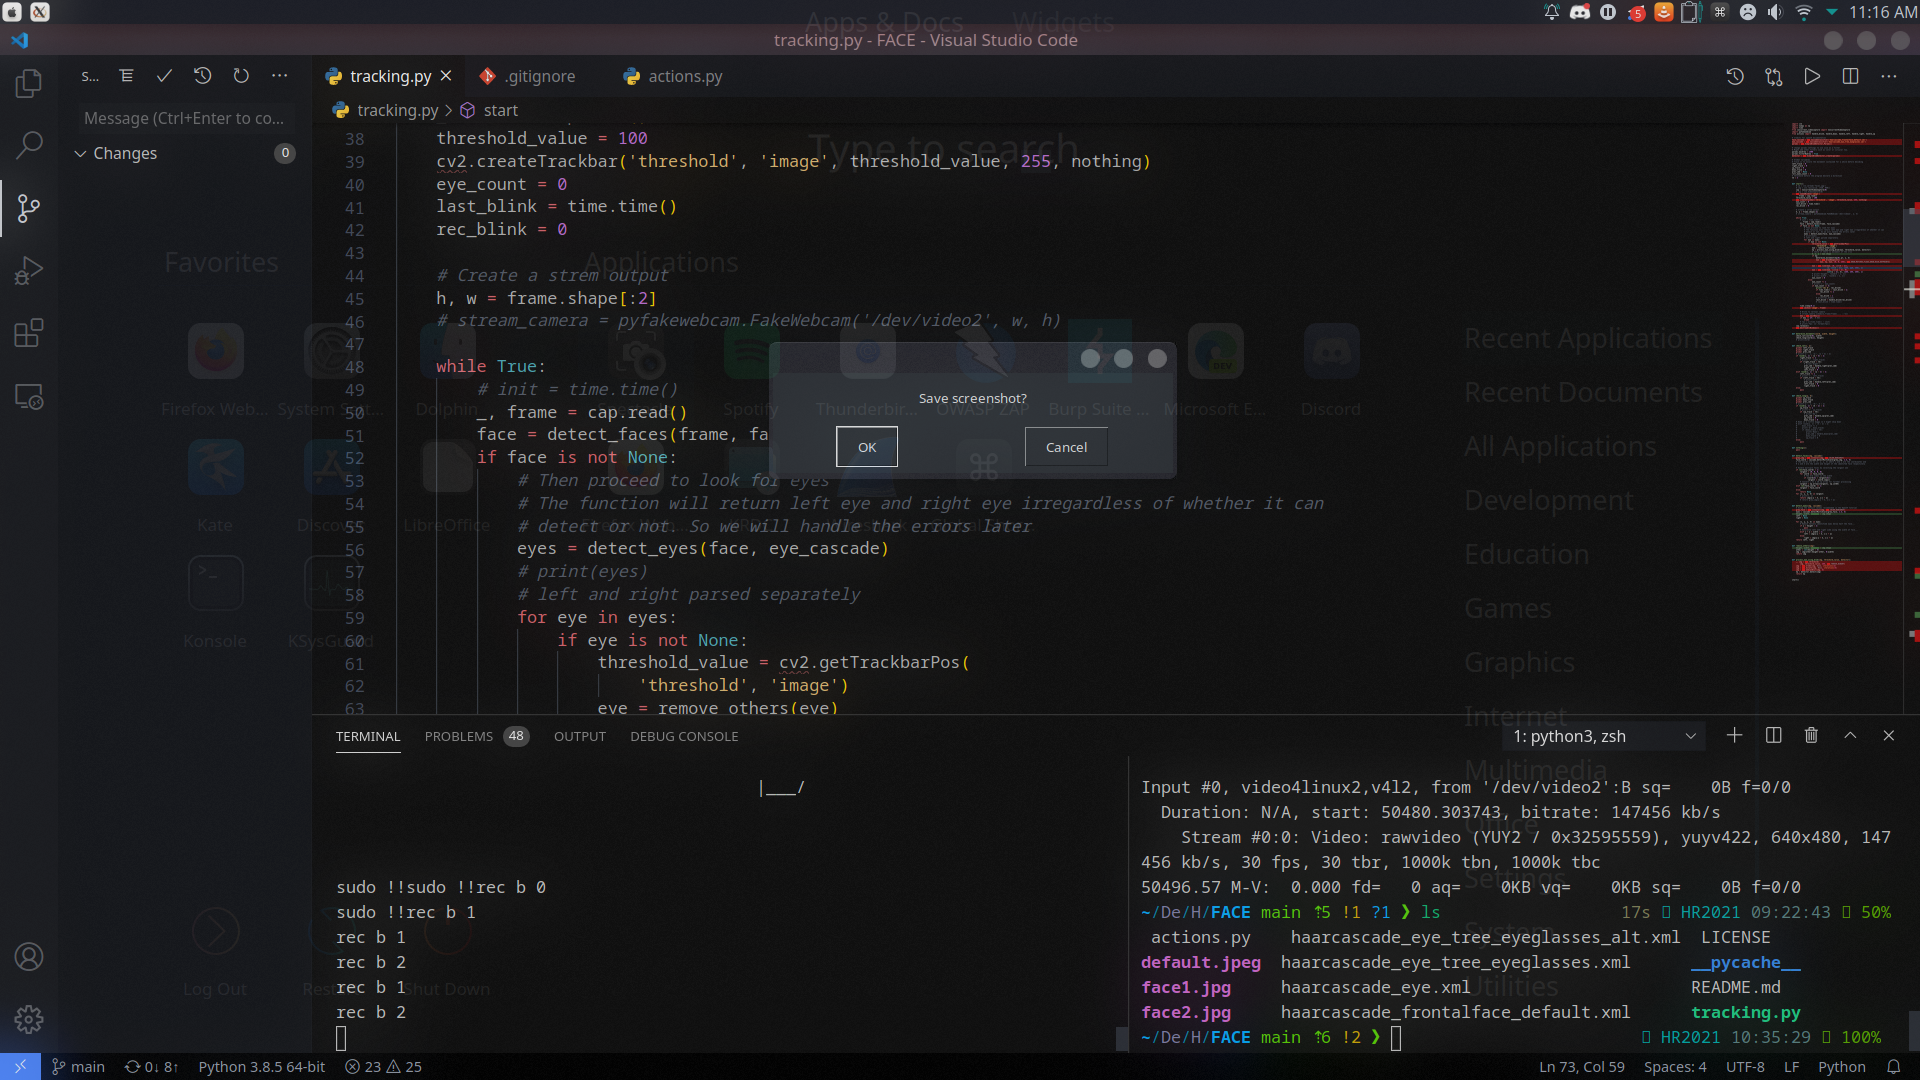 Apps & Docs Widgets
5 11:16 AM
tracking.py - FACE - Visual Studio Code
S...
tracking.py
.gitignore
actions.py
Message (Ctrl+Enter to co...
tracking.py > start
Changes 0
Type to search
38 threshold_value = 100
39 cv2.createTrackbar('threshold', 'image', threshold_value, 255, nothing)
40 eye_count = 0
41 last_blink = time.time()
42 rec_blink = 0
43
44 # Create a strem output
45 h, w = frame.shape[:2]
46 # stream_camera = pyfakewebcam.FakeWebcam('/dev/video2', w, h)
47
48 while True:
49 # init = time.time()
50 _, frame = cap.read()
51 face = detect_faces(frame, fa
52 if face is not None:
53 # Then proceed to look for eyes
54 # The function will return left eye and right eye irregardless of whether it can
55 # detect or not. So we will handle the errors later
56 eyes = detect_eyes(face, eye_cascade)
57 # print(eyes)
58 # left and right parsed separately
59 for eye in eyes:
60 if eye is not None:
61 threshold_value = cv2.getTrackbarPos(
62 'threshold', 'image')
63 eye = remove_others(eye)
Favorites
Applications
Firefox Web...
System Set...
Dolphin
Spotify
Thunderbir...
OWASP ZAP
Burp Suite ...
Microsoft E...
Discord
DEV
Kate
Discover
LibreOffice
Konsole
KSysGuard
Log Out
Shut Down
Save screenshot?
OK
Cancel
Recent Applications
Recent Documents
All Applications
Development
Education
Games
Graphics
Internet
Multimedia
Office
Settings
System
Utilities
TERMINAL PROBLEMS 48 OUTPUT DEBUG CONSOLE
1: python3, zsh
|___/
sudo !!sudo !!rec b 0
sudo !!rec b 1
rec b 1
rec b 2
rec b 1
rec b 2
Input #0, video4linux2,v4l2, from '/dev/video2':B sq=    0B f=0/0
Duration: N/A, start: 50480.303743, bitrate: 147456 kb/s
Stream #0:0: Video: rawvideo (YUY2 / 0x32595559), yuyv422, 640x480, 147
456 kb/s, 30 fps, 30 tbr, 1000k tbn, 1000k tbc
50496.57 M-V:  0.000 fd=   0 aq=    0KB vq=    0KB sq=    0B f=0/0
~/De/H/FACE main ⇡5 !1 ?1 ❯ ls 17s HR2021 09:22:43 50%
actions.py haarcascade_eye_tree_eyeglasses_alt.xml LICENSE
default.jpeg haarcascade_eye_tree_eyeglasses.xml __pycache__
face1.jpg haarcascade_eye.xml README.md
face2.jpg haarcascade_frontalface_default.xml tracking.py
~/De/H/FACE main ⇡6 !2 ❯ HR2021 10:35:29 100%
main 0↓ 8↑ Python 3.8.5 64-bit 23 25 Ln 73, Col 59 Spaces: 4 UTF-8 LF Python